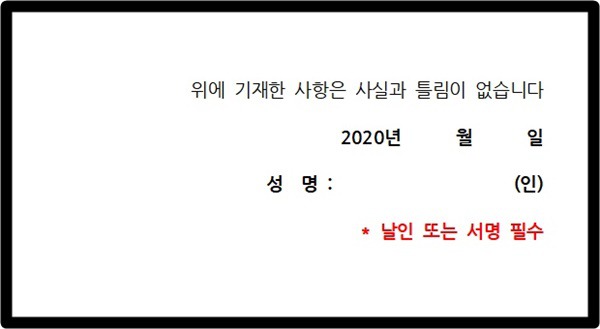 위에 기재한 사항은 사실과 틀림이 없습니다
2020년 월 일
성 명 : (인)
* 날인 또는 서명 필수